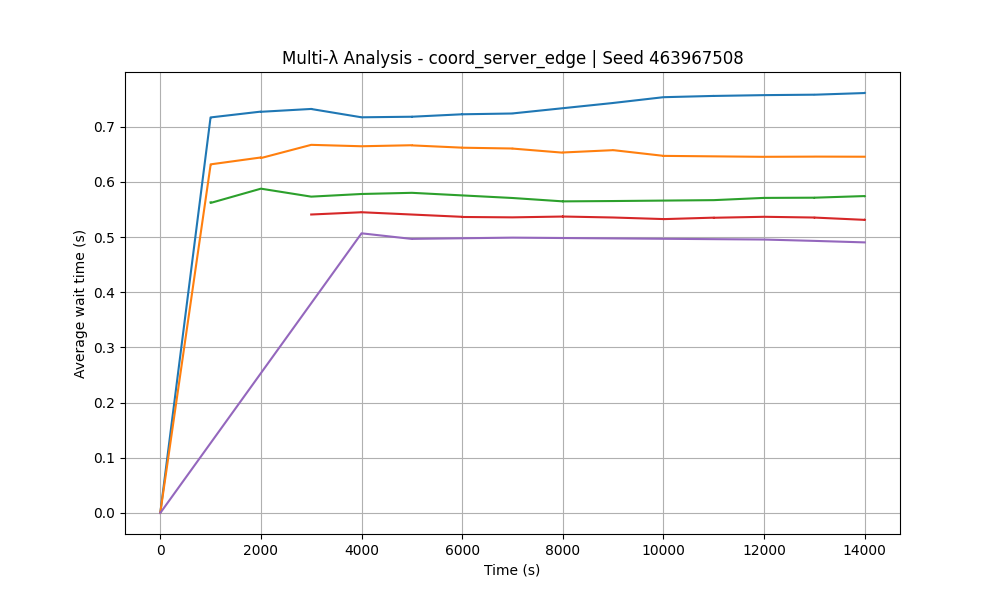 Multi-λ Analysis - coord_server_edge | Seed 463967508
Average wait time (s)
0.7
0.6
0.5
0.4
0.3
0.2
0.1
0.0
0 2000 4000 6000 8000 10000 12000 14000
Time (s)